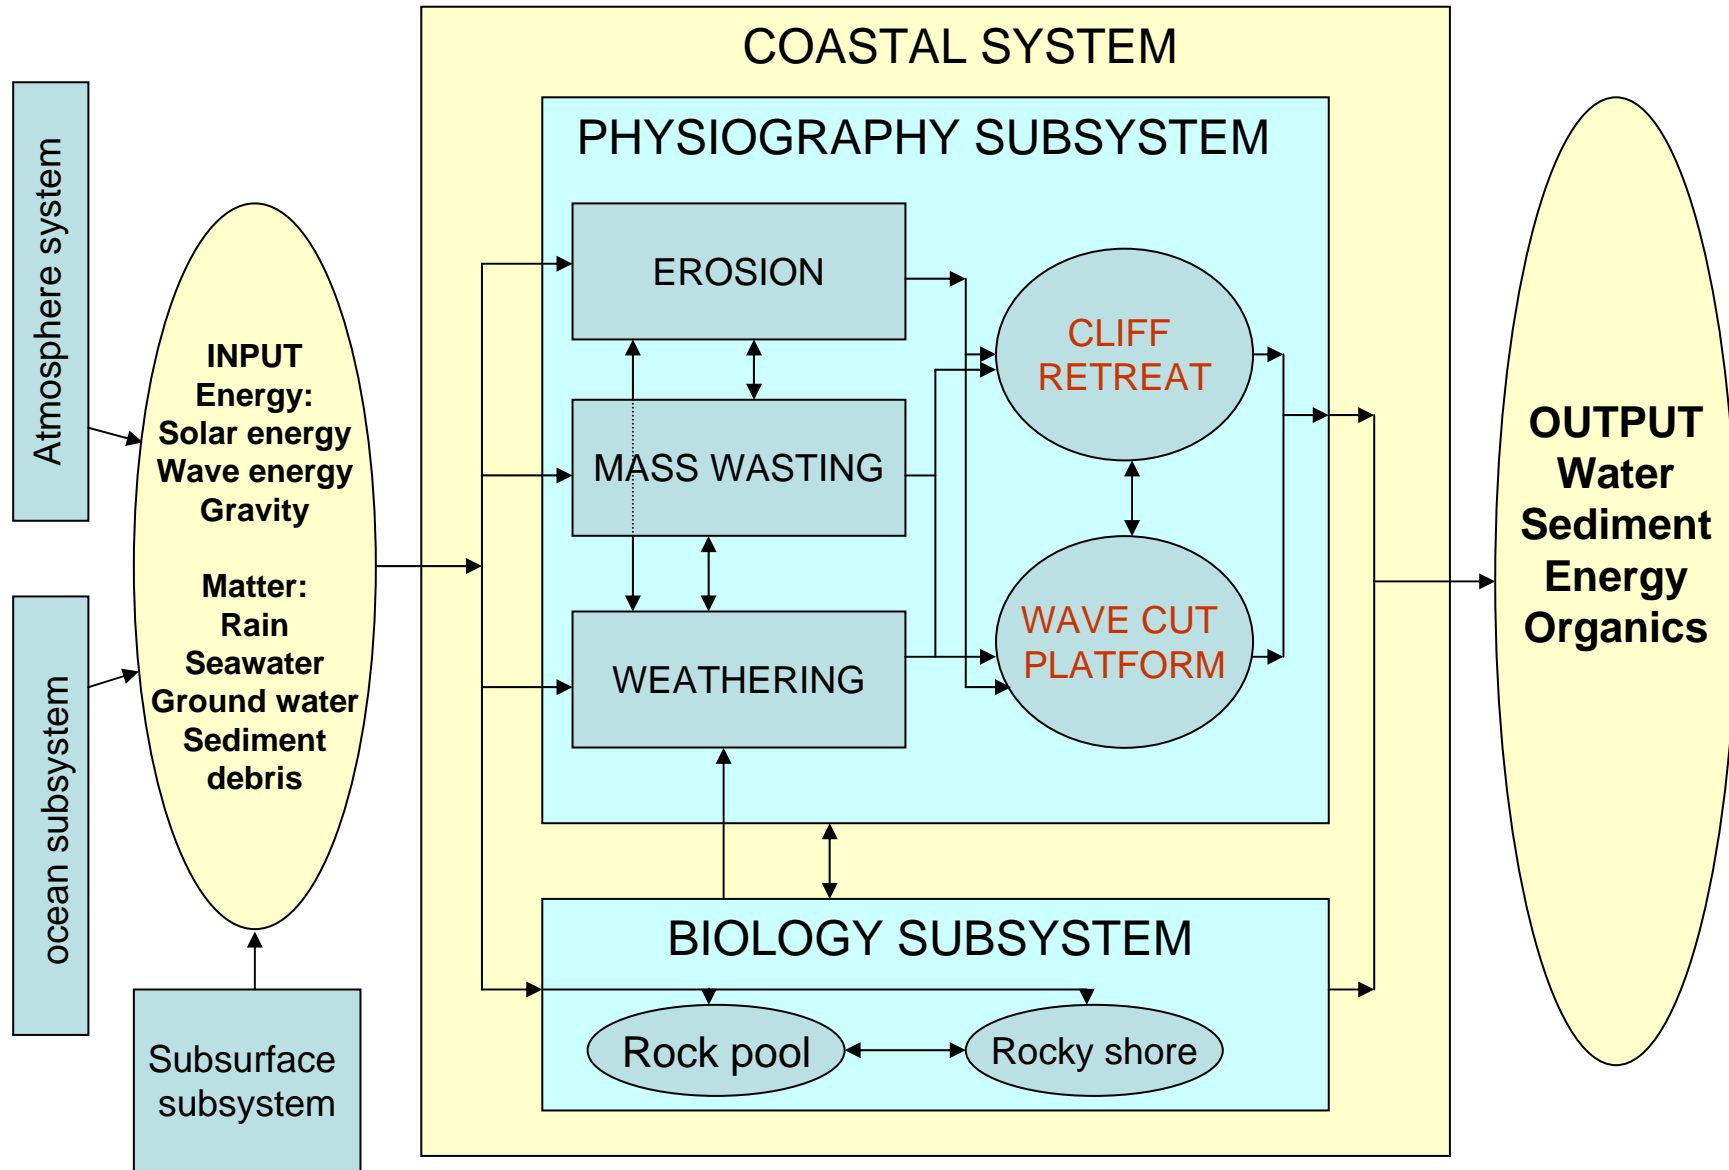 COASTAL SYSTEM
PHYSIOGRAPHY SUBSYSTEM
Atmosphere system
ocean subsystem
Subsurface
subsystem
INPUT
Energy:
Solar energy
Wave energy
Gravity
Matter:
Rain
Seawater
Ground water
Sediment
debris
EROSION
MASS WASTING
WEATHERING
CLIFF
RETREAT
WAVE CUT
PLATFORM
BIOLOGY SUBSYSTEM
Rock pool
Rocky shore
OUTPUT
Water
Sediment
Energy
Organics